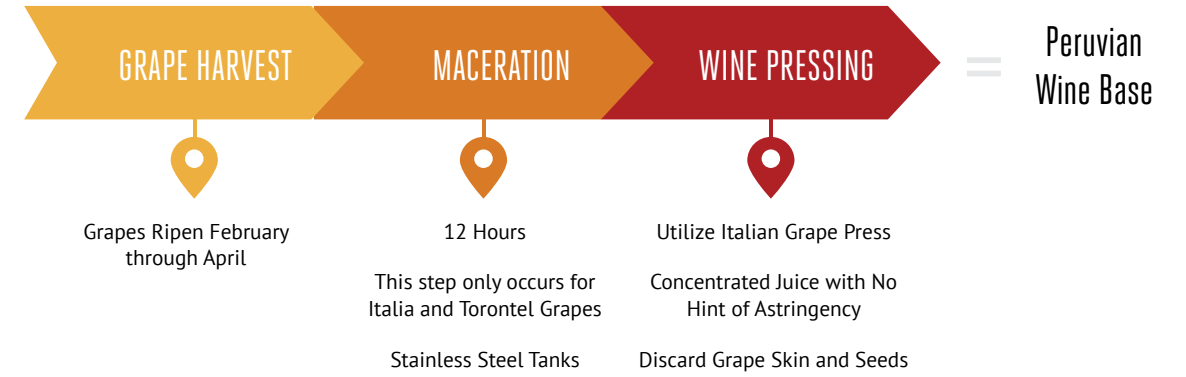 GRAPE HARVEST
MACERATION
WINE PRESSING
=
Peruvian
Wine Base
Grapes Ripen February
through April
12 Hours
This step only occurs for
Italia and Torontel Grapes
Stainless Steel Tanks
Utilize Italian Grape Press
Concentrated Juice with No
Hint of Astringency
Discard Grape Skin and Seeds